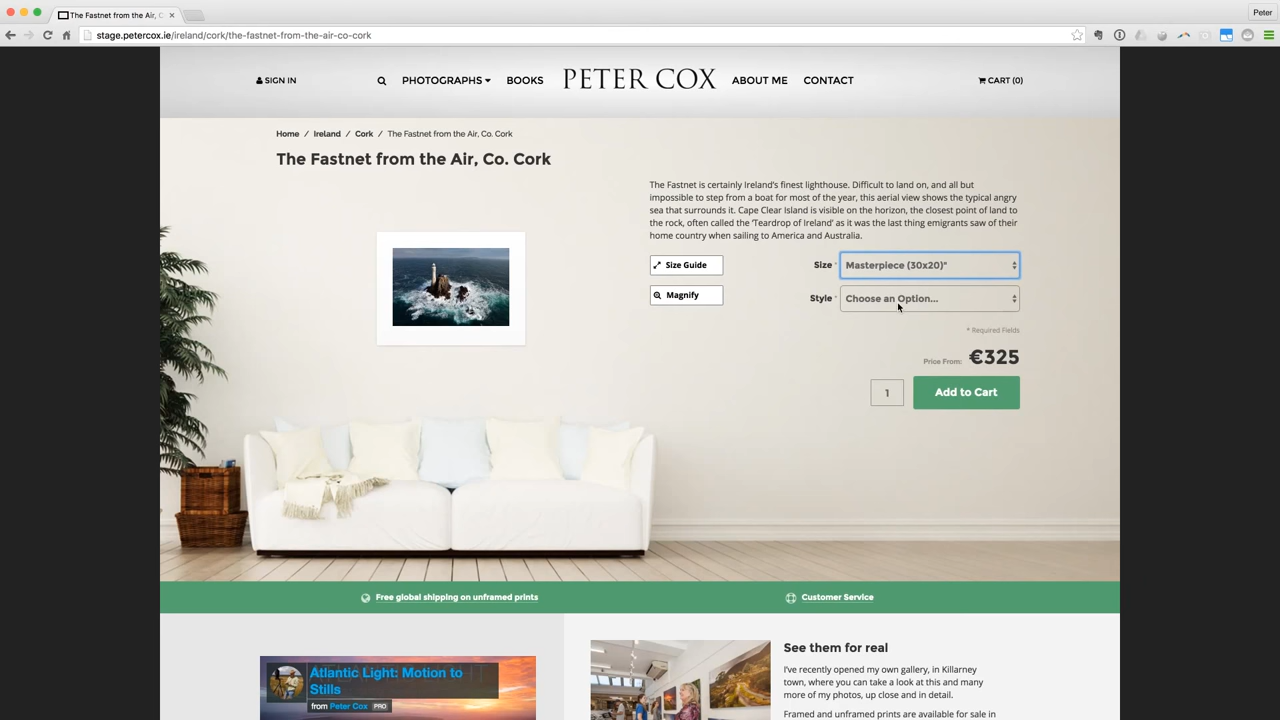 The Fastnet from the Air, C
Peter
stage.petercox.ie/ireland/cork/the-fastnet-from-the-air-co-cork
SIGN IN
PHOTOGRAPHS
BOOKS
PETER COX
ABOUT ME
CONTACT
CART (0)
Home / Ireland / Cork / The Fastnet from the Air, Co. Cork
The Fastnet from the Air, Co. Cork
The Fastnet is certainly Ireland's finest lighthouse. Difficult to land on, and all but
impossible to step from a boat for most of the year, this aerial view shows the typical angry
sea that surrounds it. Cape Clear Island is visible on the horizon, the closest point of land to
the rock, often called the 'Teardrop of Ireland' as it was the last thing emigrants saw of their
home country when sailing to America and Australia.
Size Guide
Size * Masterpiece (30x20)"
Magnify
Style * Choose an Option...
* Required Fields
Price From: €325
1
Add to Cart
Free global shipping on unframed prints
Customer Service
Atlantic Light: Motion to
Stills
from Peter Cox PRO
See them for real
I've recently opened my own gallery, in Killarney
town, where you can take a look at this and many
more of my photos, up close and in detail.
Framed and unframed prints are available for sale in